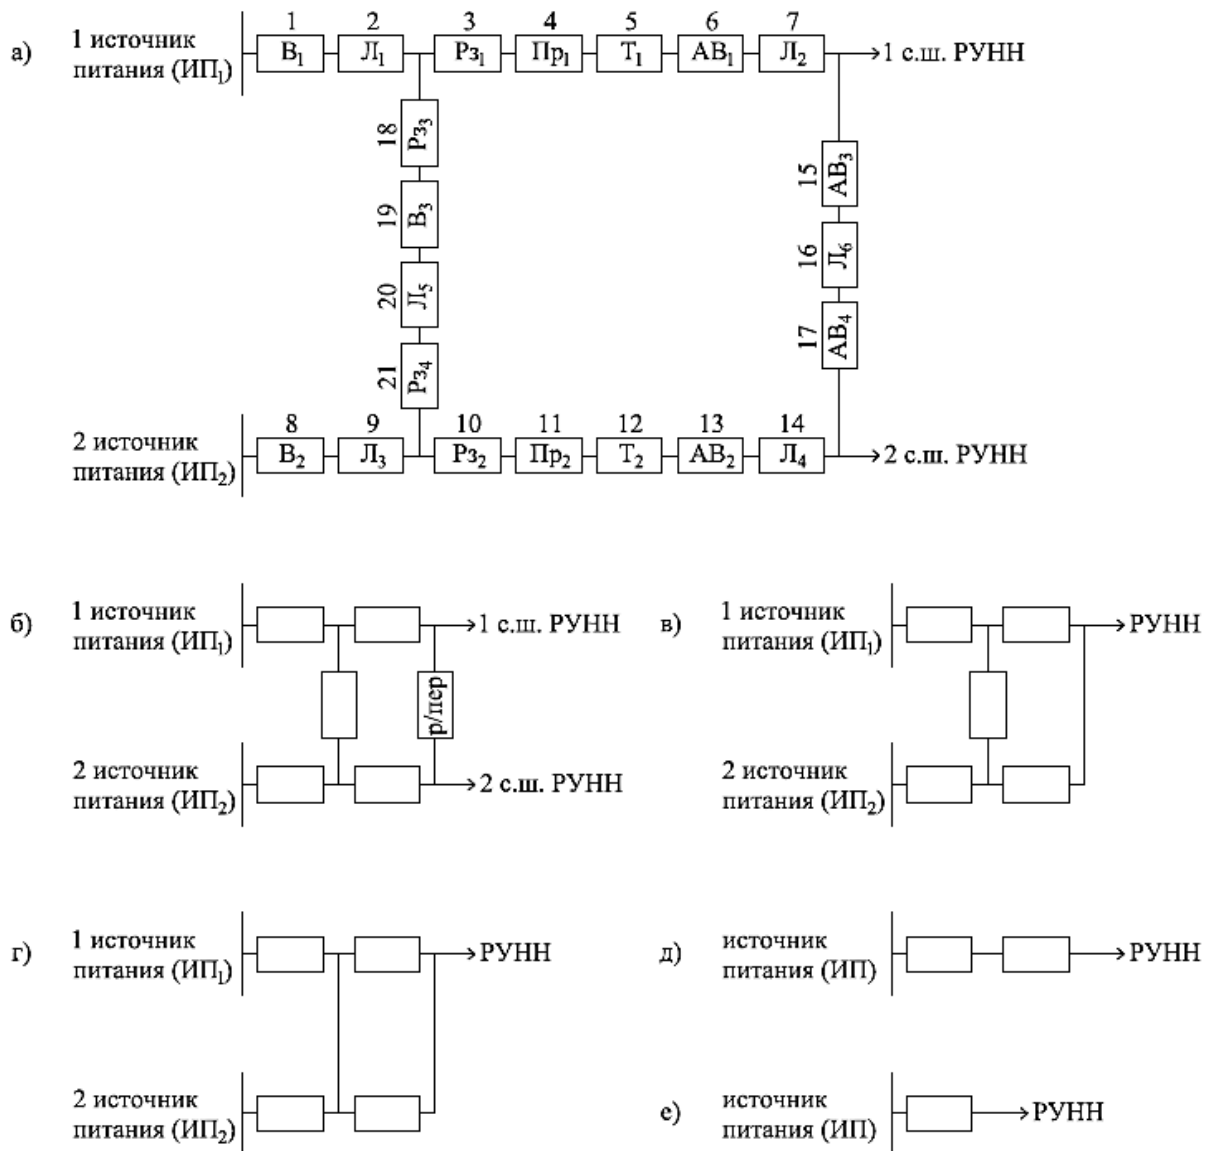 а)
1 источник
питания (ИП₁)
1 2 3 4 5 6 7
В₁ Л₁ Рз₁ Пр₁ Т₁ АВ₁ Л₂
1 с.ш. РУНН
18 Рз₃
19 В₃
20 Л₅
21 Рз₄
15 АВ₃
16 Л₆
17 АВ₄
2 источник
питания (ИП₂)
8 9 10 11 12 13 14
В₂ Л₃ Рз₂ Пр₂ Т₂ АВ₂ Л₄
2 с.ш. РУНН
б)
1 источник
питания (ИП₁)
1 с.ш. РУНН
р/пер
2 источник
питания (ИП₂)
2 с.ш. РУНН
в)
1 источник
питания (ИП₁)
РУНН
2 источник
питания (ИП₂)
г)
1 источник
питания (ИП₁)
РУНН
2 источник
питания (ИП₂)
д)
источник
питания (ИП)
РУНН
е)
источник
питания (ИП)
РУНН